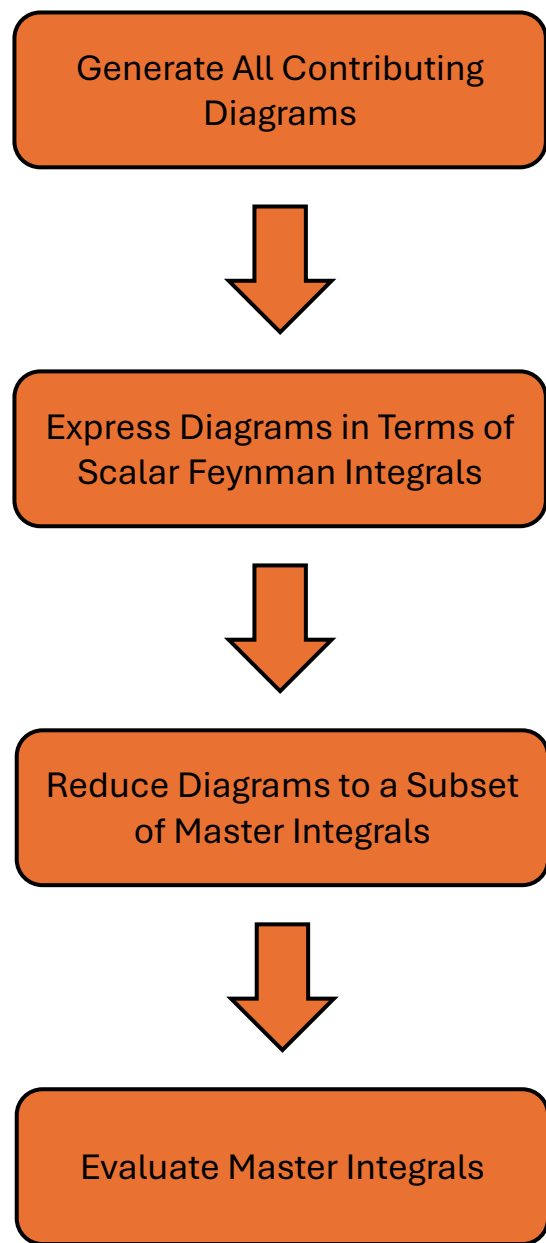 Generate All Contributing
Diagrams
Express Diagrams in Terms of
Scalar Feynman Integrals
Reduce Diagrams to a Subset
of Master Integrals
Evaluate Master Integrals